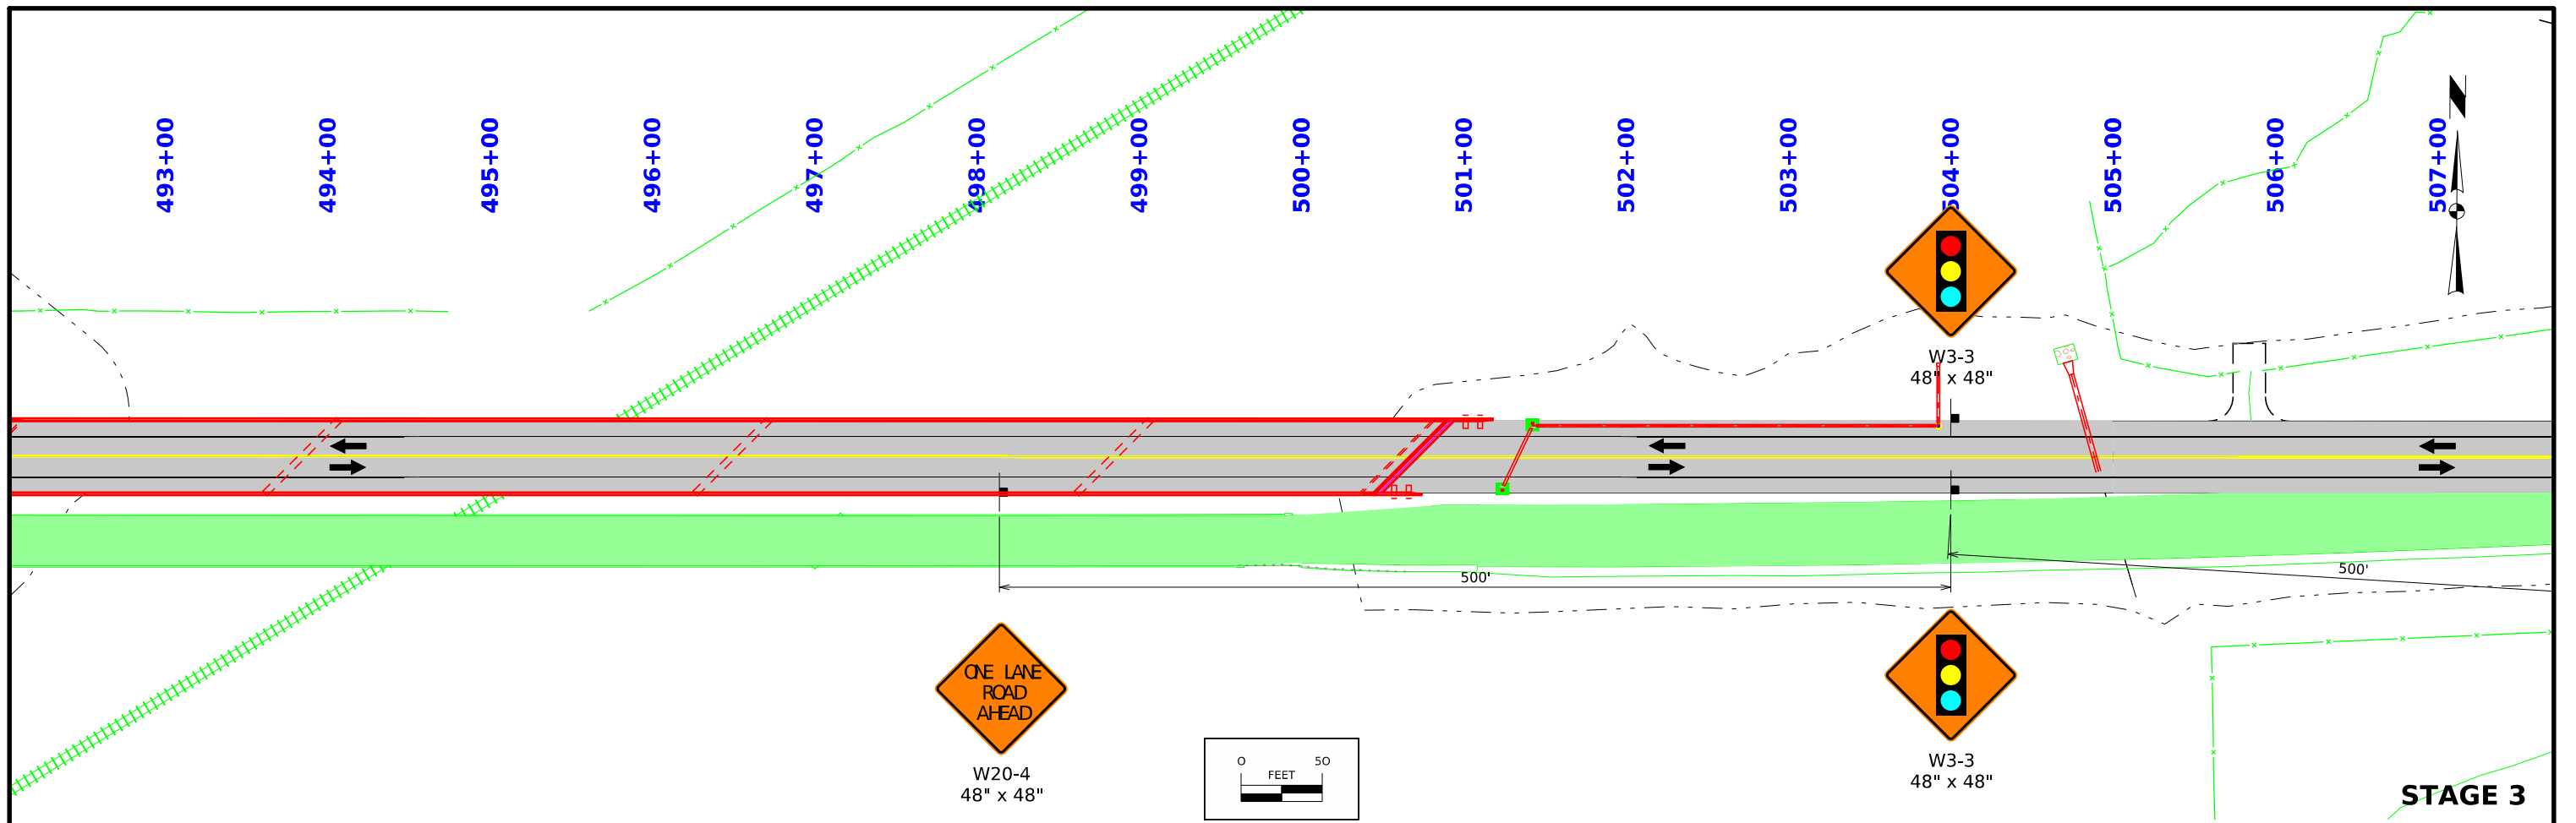 493+00
494+00
495+00
496+00
497+00
498+00
499+00
500+00
501+00
502+00
503+00
504+00
505+00
506+00
507+00
N
W3-3
48" x 48"
500'
500'
ONE LANE
ROAD
AHEAD
W20-4
48" x 48"
0 50
FEET
W3-3
48" x 48"
STAGE 3